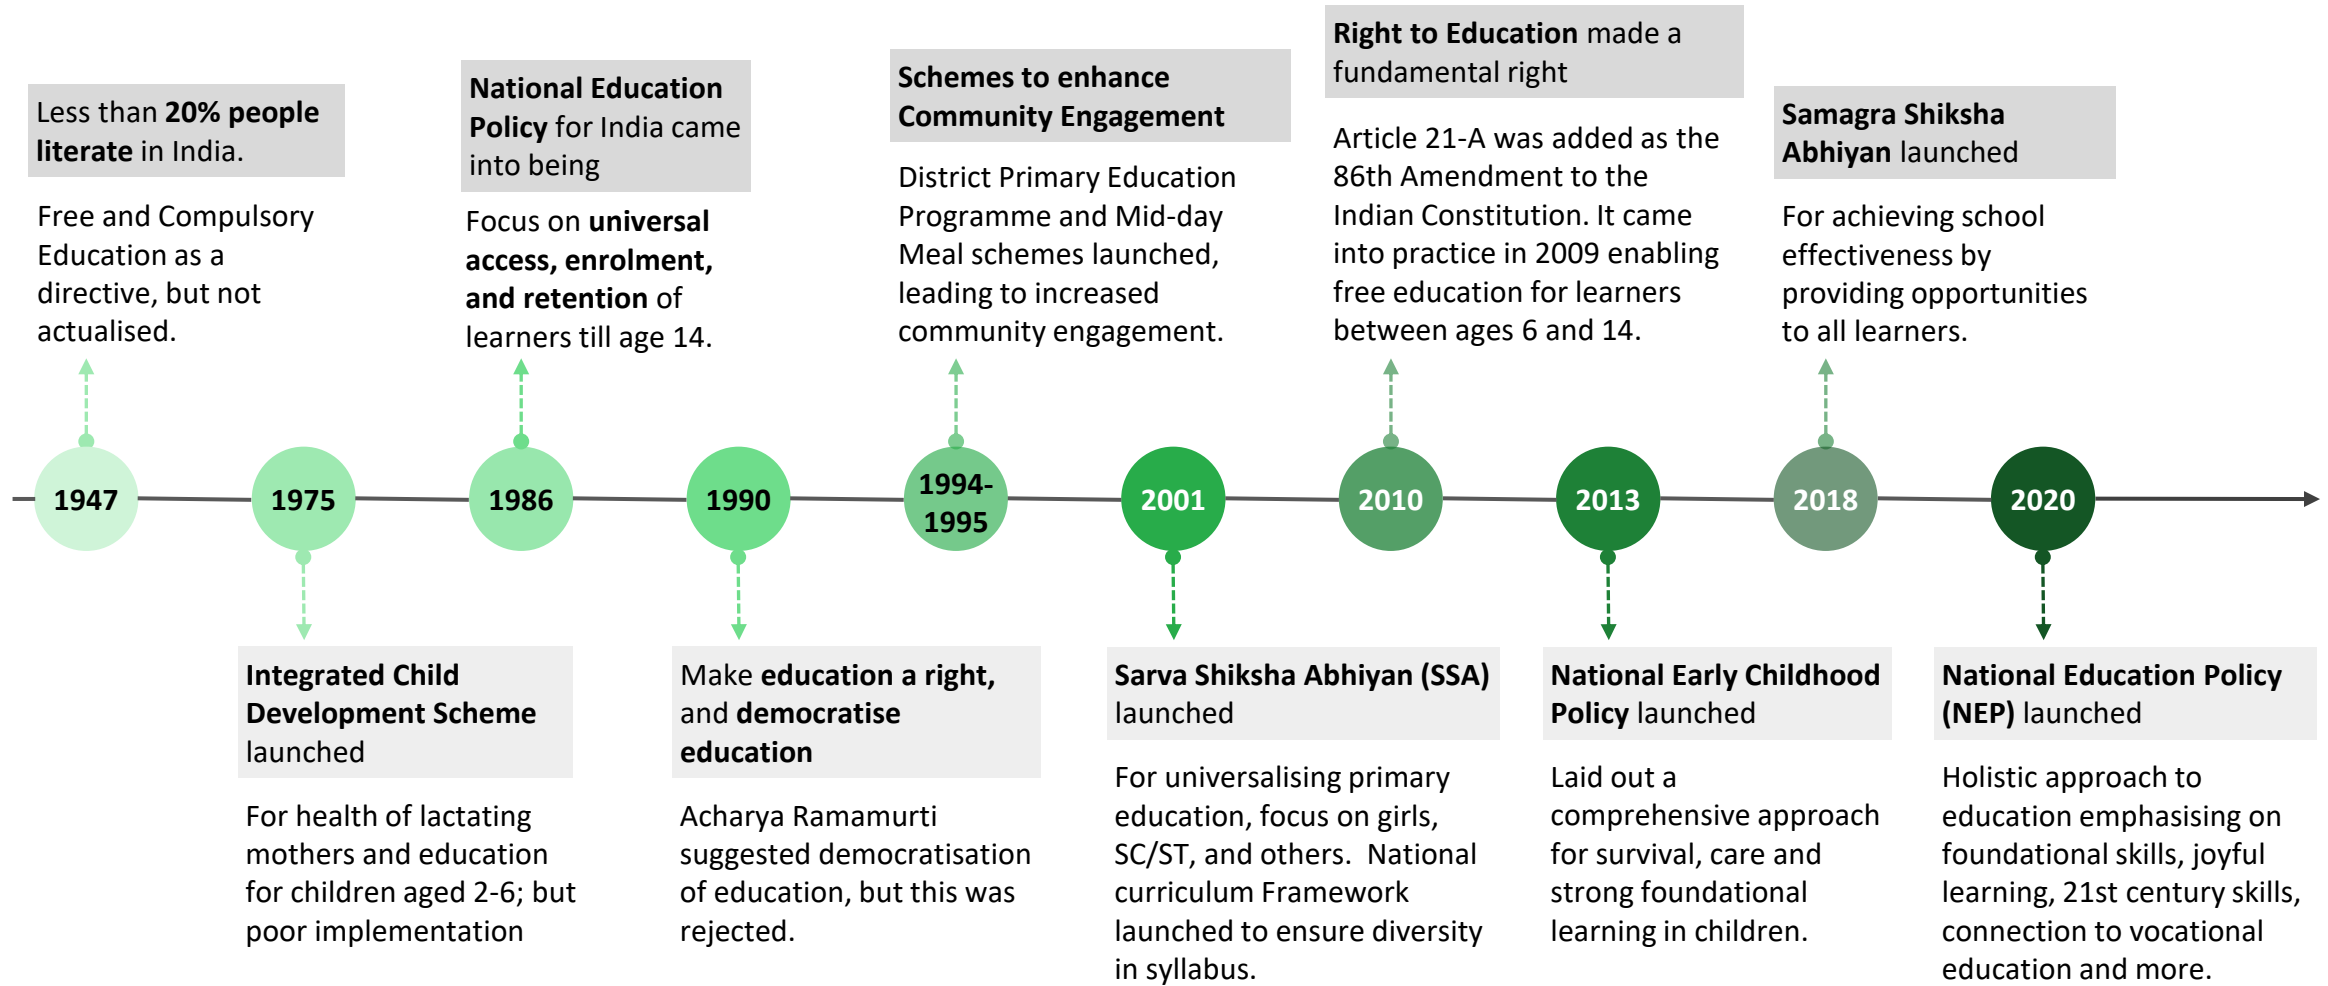 Less than 20% people
literate in India.
Free and Compulsory
Education as a
directive, but not
actualised.
1947
1975
Integrated Child
Development Scheme
launched
For health of lactating
mothers and education
for children aged 2-6; but
poor implementation
National Education
Policy for India came
into being
Focus on universal
access, enrolment,
and retention of
learners till age 14.
1986
1990
Make education a right,
and democratise
education
Acharya Ramamurti
suggested democratisation
of education, but this was
rejected.
Schemes to enhance
Community Engagement
District Primary Education
Programme and Mid-day
Meal schemes launched,
leading to increased
community engagement.
1994-
1995
2001
Sarva Shiksha Abhiyan (SSA)
launched
For universalising primary
education, focus on girls,
SC/ST, and others.  National
curriculum Framework
launched to ensure diversity
in syllabus.
Right to Education made a
fundamental right
Article 21-A was added as the
86th Amendment to the
Indian Constitution. It came
into practice in 2009 enabling
free education for learners
between ages 6 and 14.
2010
2013
National Early Childhood
Policy launched
Laid out a
comprehensive approach
for survival, care and
strong foundational
learning in children.
Samagra Shiksha
Abhiyan launched
For achieving school
effectiveness by
providing opportunities
to all learners.
2018
2020
National Education Policy
(NEP) launched
Holistic approach to
education emphasising on
foundational skills, joyful
learning, 21st century skills,
connection to vocational
education and more.